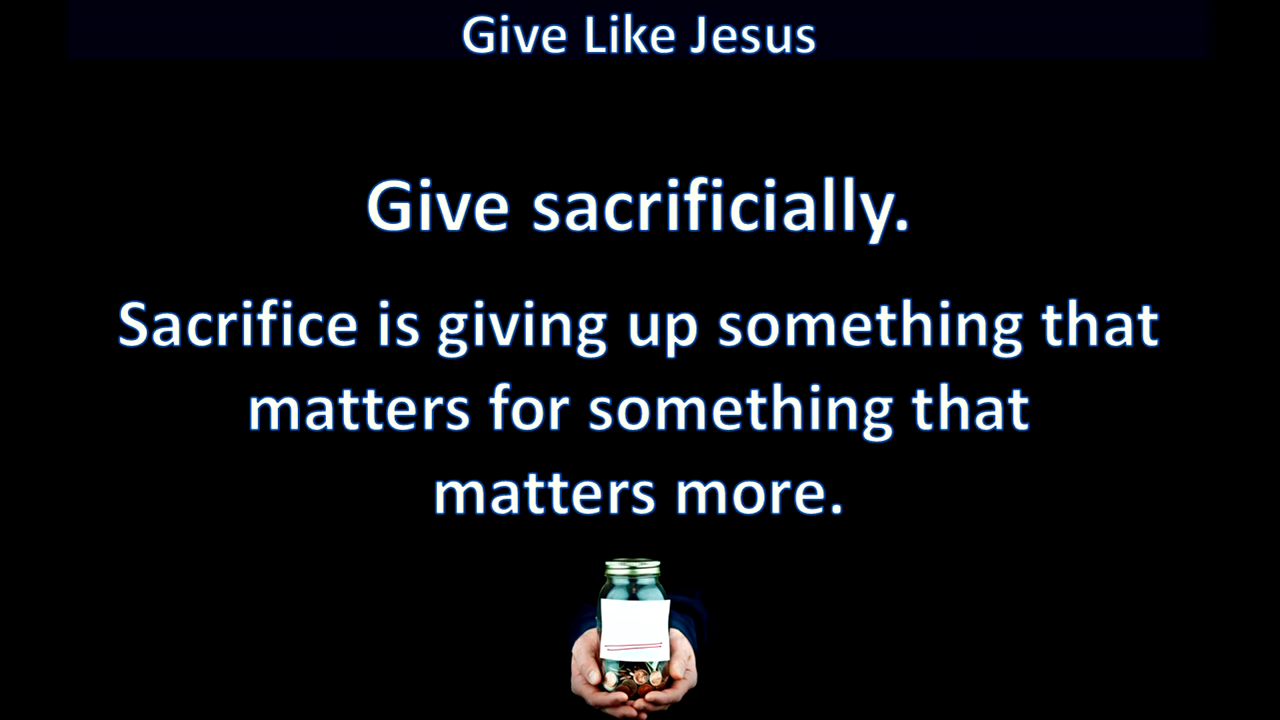 Give Like Jesus
Give sacrificially.
Sacrifice is giving up something that
matters for something that
matters more.